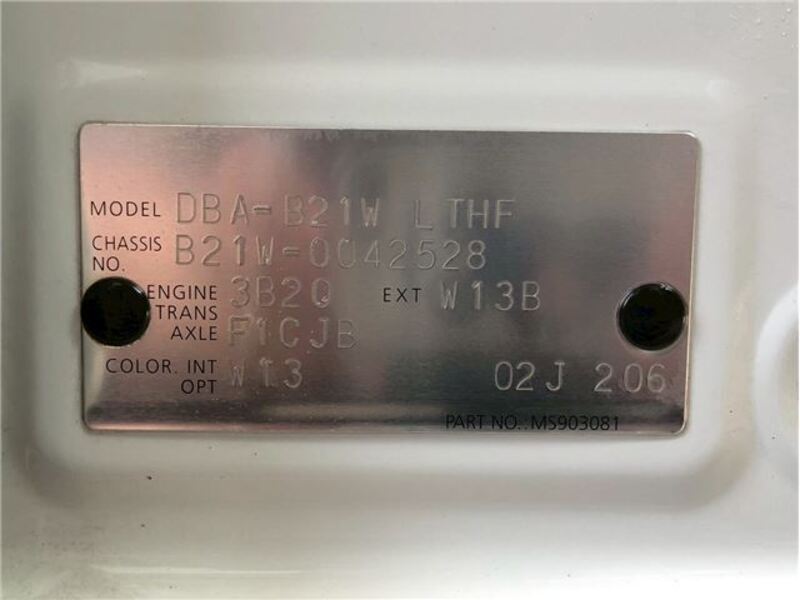 MODEL DBA-B21W LTHF
CHASSIS NO. B21W-0042528
ENGINE 3B20 EXT W13B
TRANS AXLE F1CJB
COLOR. INT OPT W13 02J 206
PART NO.: MS903081